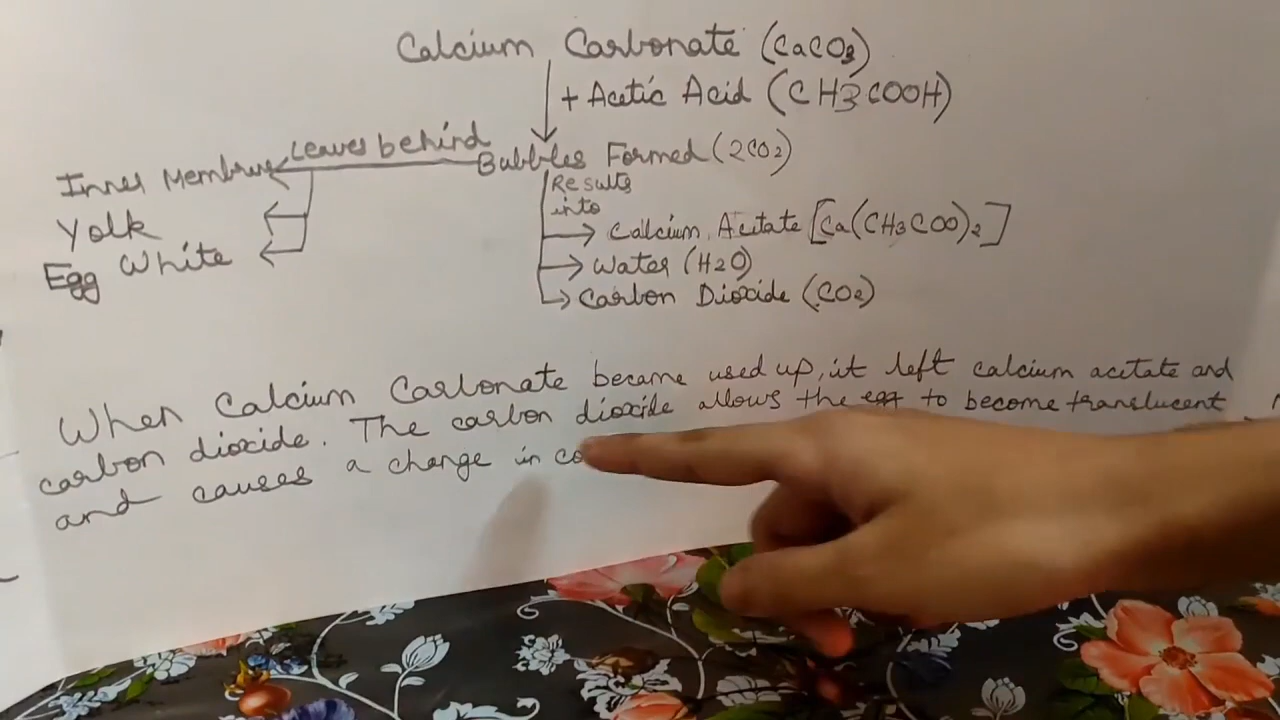 Calcium Carbonate (CaCO3)
+ Acetic Acid (CH3COOH)
Leaves behind
Bubbles Formed (2CO2)
Inner Membrane
Yolk
Egg White
Results
into
Calcium Acitate [Ca(CH3COO)2]
Water (H2O)
Carbon Dioxide (CO2)
When Calcium Carbonate became used up, it left calcium acetate and
carbon dioxide. The carbon dioxide allows the egg to become translucent
and causes a change in